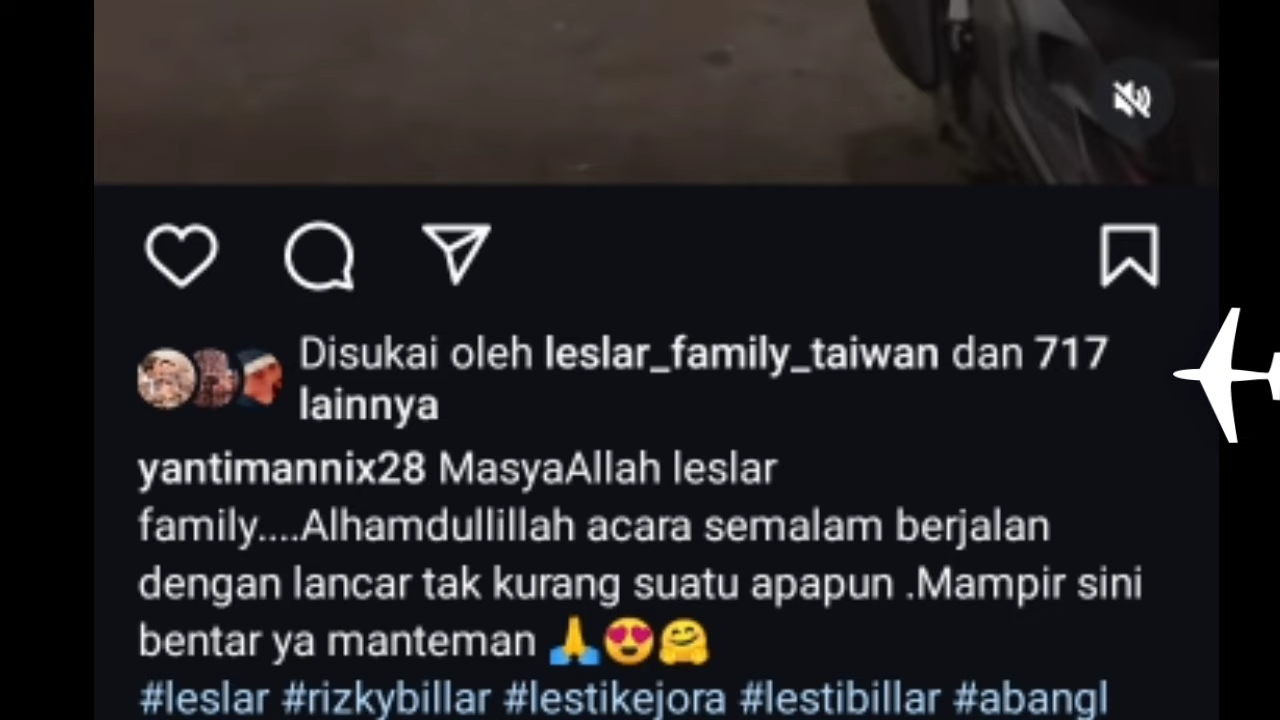 Disukai oleh leslar_family_taiwan dan 717
lainnya
yantimannix28 MasyaAllah leslar
family....Alhamdullillah acara semalam berjalan
dengan lancar tak kurang suatu apapun .Mampir sini
bentar ya manteman 🙏😍🤗
#leslar #rizkybillar #lestikejora #lestibillar #abangl